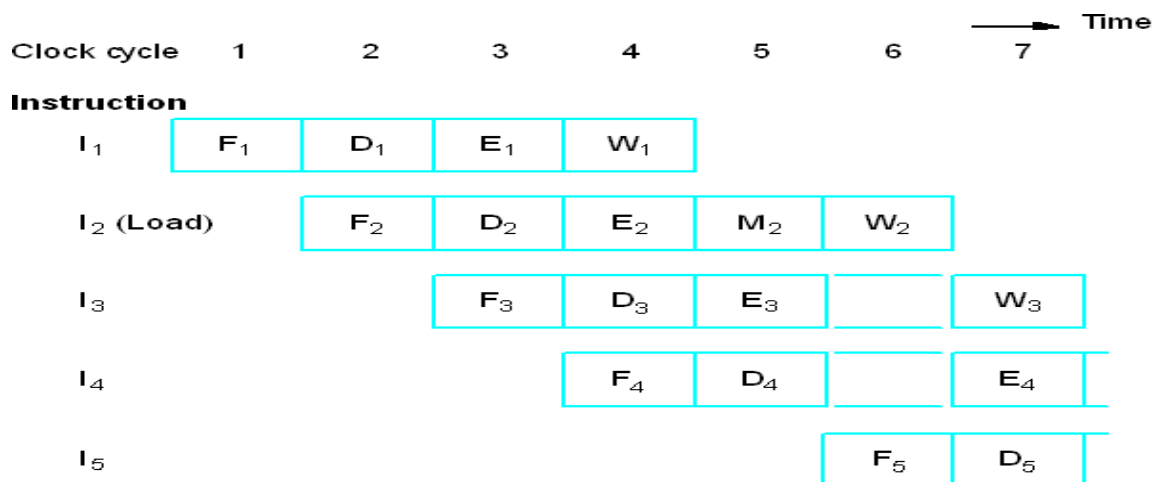 Time
Clock cycle 1 2 3 4 5 6 7
Instruction
I₁ F₁ D₁ E₁ W₁
I₂ (Load) F₂ D₂ E₂ M₂ W₂
I₃ F₃ D₃ E₃ W₃
I₄ F₄ D₄ E₄
I₅ F₅ D₅